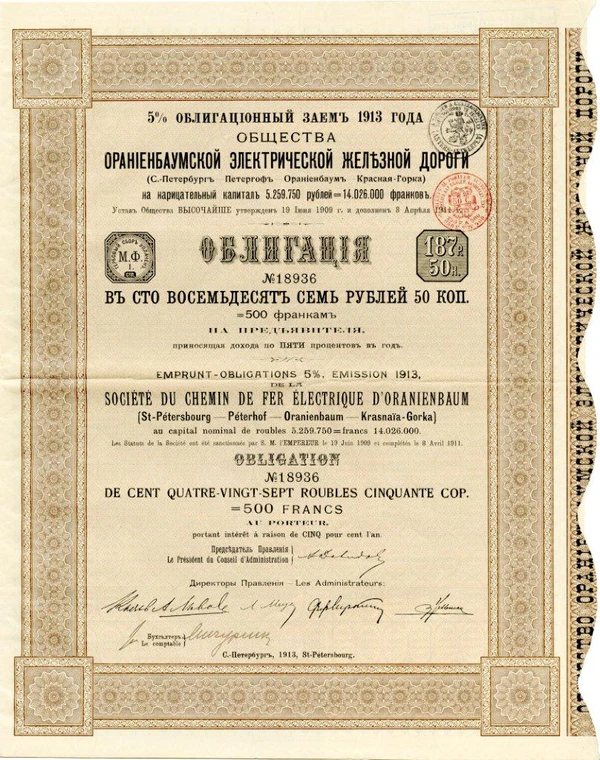 5% ОБЛИГАЦІОННЫЙ ЗАЕМЪ 1913 ГОДА
ОБЩЕСТВА
ОРАНІЕНБАУМСКОЙ ЭЛЕКТРИЧЕСКОЙ ЖЕЛѢЗНОЙ ДОРОГИ
(С.-Петербургъ Петергофъ - Ораніенбаумъ - Красная-Горка)
на нарицательный капиталъ 5.259.750 рублей = 14.026.000 франковъ.
Уставъ Общества ВЫСОЧАЙШЕ утвержденъ 19 Іюня 1909 г. и дополненъ 8 Апрѣля
ОБЛИГАЦІЯ
М.Ф.
I.
187 р.
50 к.
№18936
ВЪ СТО ВОСЕМЬДЕСЯТЪ СЕМЬ РУБЛЕЙ 50 КОП.
=500 франкамъ
НА ПРЕДЪЯВИТЕЛЯ,
приносящая дохода по ПЯТИ процентовъ въ годъ.
EMPRUNT-OBLIGATIONS 5%, EMISSION 1913,
DE LA
SOCIÉTÉ DU CHEMIN DE FER ÉLECTRIQUE D'ORANIENBAUM
(St-Pétersbourg — Péterhof — Oranienbaum — Krasnaïa-Gorka)
au capital nominal de roubles 5.259.750 = francs 14.026.000.
Les Statuts de la Société ont été sanctionnés par S. M. l'EMPEREUR le 19 Juin 1909 et complétés le 8 Avril 1911.
OBLIGATION
№18936
DE CENT QUATRE-VINGT-SEPT ROUBLES CINQUANTE COP.
=500 FRANCS
AU PORTEUR,
portant intérêt à raison de CINQ pour cent l'an.
Предсѣдатель Правленія
Le Président du Conseil d'Administration
Директоры Правленія - Les Administrateurs:
Бухгалтеръ
Le comptable
С.-Петербургъ, 1913, St-Pétersbourg.